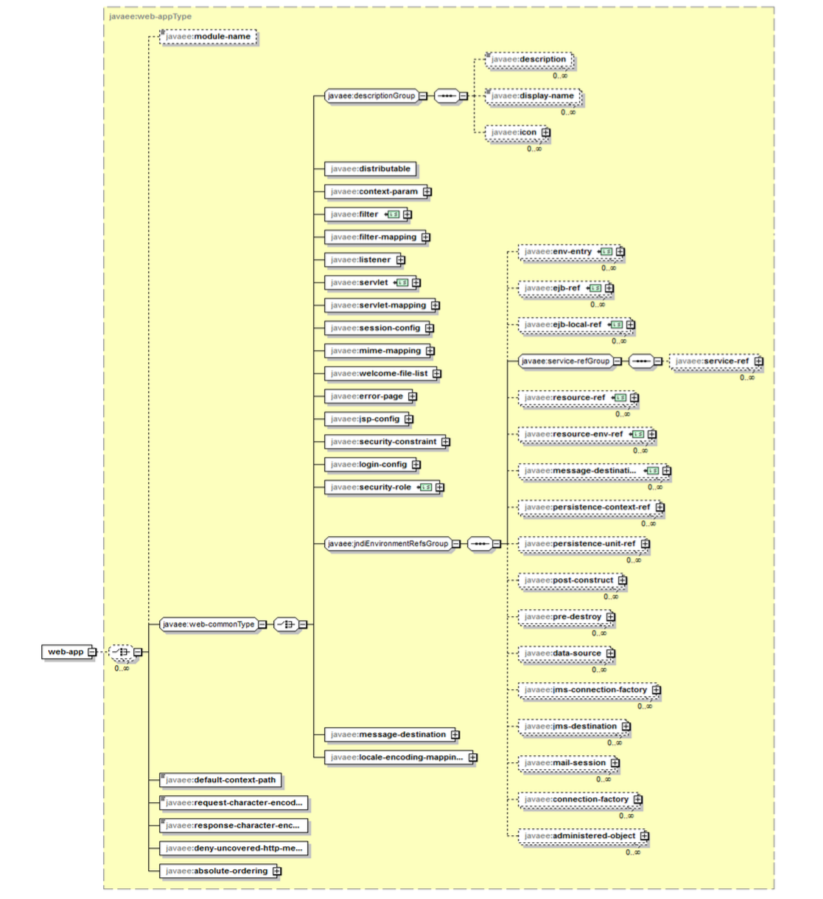 javaee:web-appType
javaee:module-name
javaee:description
0..∞
javaee:descriptionGroup
javaee:display-name
0..∞
javaee:icon
0..∞
javaee:distributable
javaee:context-param
javaee:filter
javaee:filter-mapping
javaee:listener
javaee:servlet
javaee:servlet-mapping
javaee:session-config
javaee:mime-mapping
javaee:welcome-file-list
javaee:error-page
javaee:jsp-config
javaee:security-constraint
javaee:login-config
javaee:security-role
javaee:env-entry
0..∞
javaee:ejb-ref
0..∞
javaee:ejb-local-ref
0..∞
javaee:service-refGroup
javaee:service-ref
0..∞
javaee:resource-ref
0..∞
javaee:resource-env-ref
0..∞
javaee:message-destinati...
0..∞
javaee:persistence-context-ref
0..∞
javaee:jndiEnvironmentRefsGroup
javaee:persistence-unit-ref
0..∞
javaee:post-construct
0..∞
javaee:pre-destroy
0..∞
javaee:data-source
0..∞
javaee:jms-connection-factory
0..∞
javaee:jms-destination
0..∞
javaee:mail-session
0..∞
javaee:connection-factory
0..∞
javaee:administered-object
0..∞
javaee:web-commonType
web-app
0..∞
javaee:message-destination
javaee:locale-encoding-mappin...
javaee:default-context-path
javaee:request-character-encod...
javaee:response-character-enc...
javaee:deny-uncovered-http-me...
javaee:absolute-ordering